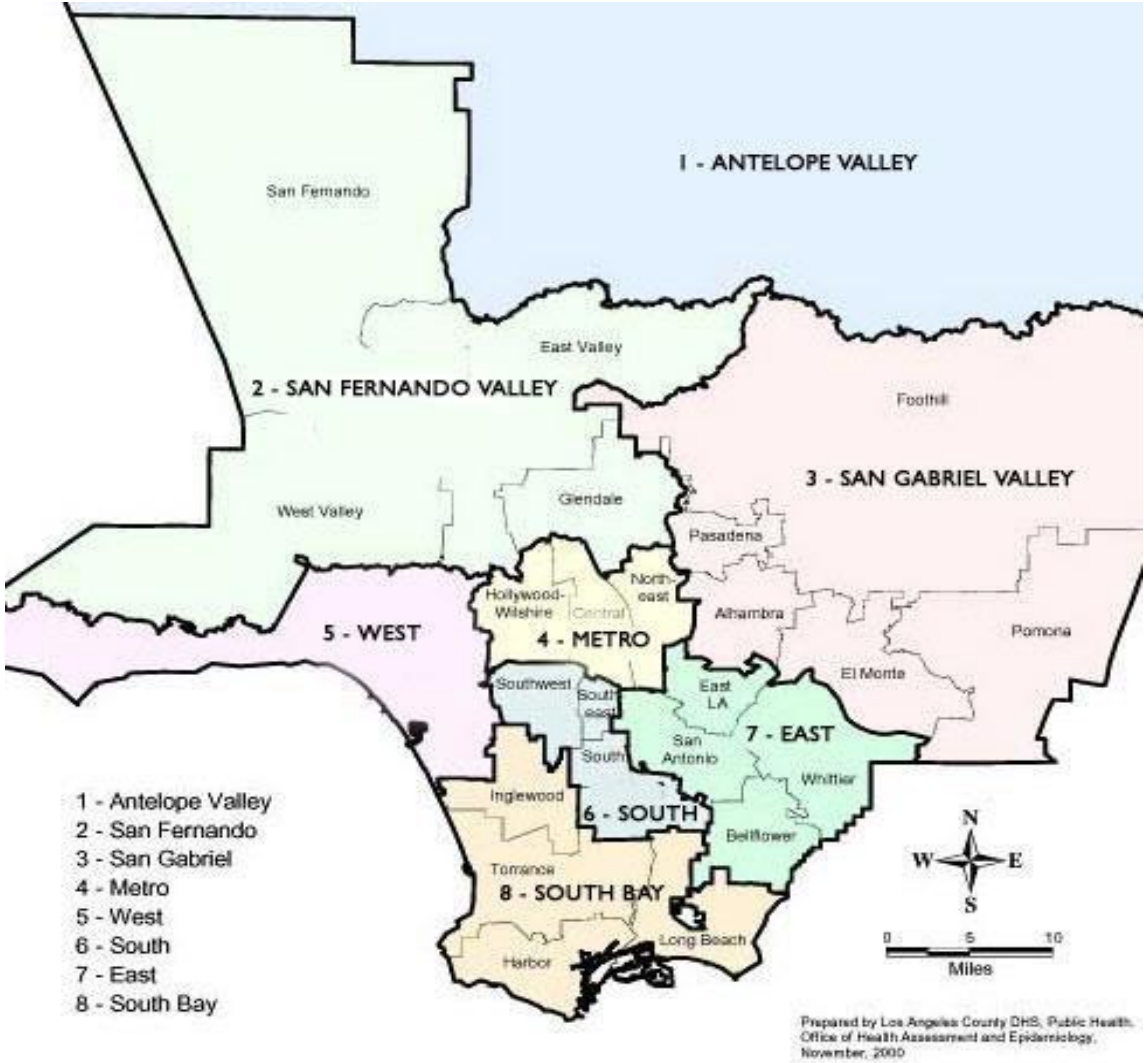 1 - ANTELOPE VALLEY
San Fernando
East Valley
2 - SAN FERNANDO VALLEY
Foothill
3 - SAN GABRIEL VALLEY
Glendale
West Valley
Pasadena
North-
east
Hollywood-
Wilshire
Central
Alhambra
5 - WEST
4 - METRO
Pomona
El Monte
Southwest
South-
east
East
LA
7 - EAST
San
Antonio
South
Whittier
Inglewood
6 - SOUTH
Bellflower
Torrance
8 - SOUTH BAY
Long Beach
Harbor
1 - Antelope Valley
2 - San Fernando
3 - San Gabriel
4 - Metro
5 - West
6 - South
7 - East
8 - South Bay
N
W
E
S
0 5 10
Miles
Prepared by Los Angeles County DHS, Public Health,
Office of Health Assessment and Epidemiology,
November, 2000